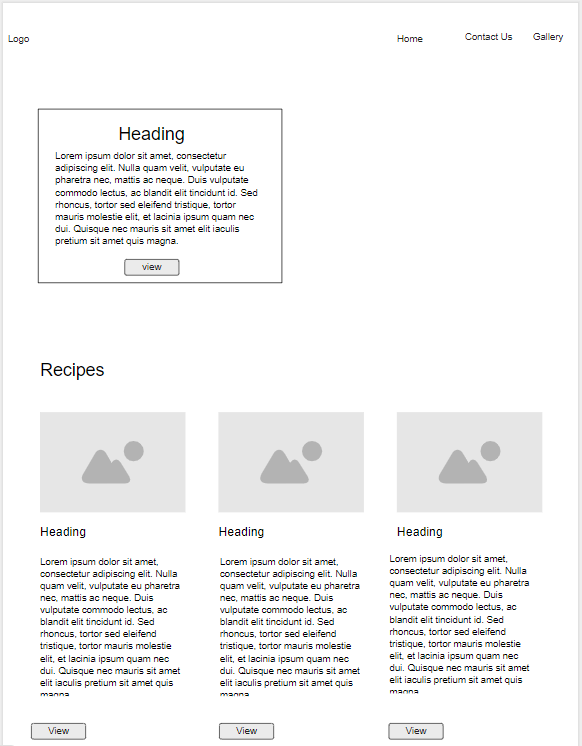 Logo
Home
Contact Us
Gallery
Heading
Lorem ipsum dolor sit amet, consectetur
adipiscing elit. Nulla quam velit, vulputate eu
pharetra nec, mattis ac neque. Duis vulputate
commodo lectus, ac blandit elit tincidunt id. Sed
rhoncus, tortor sed eleifend tristique, tortor
mauris molestie elit, et lacinia ipsum quam nec
dui. Quisque nec mauris sit amet elit iaculis
pretium sit amet quis magna.
view
Recipes
Heading
Lorem ipsum dolor sit amet,
consectetur adipiscing elit. Nulla
quam velit, vulputate eu pharetra
nec, mattis ac neque. Duis
vulputate commodo lectus, ac
blandit elit tincidunt id. Sed
rhoncus, tortor sed eleifend
tristique, tortor mauris molestie
elit, et lacinia ipsum quam nec
dui. Quisque nec mauris sit amet
elit iaculis pretium sit amet quis
magna
View
Heading
Lorem ipsum dolor sit amet,
consectetur adipiscing elit. Nulla
quam velit, vulputate eu pharetra
nec, mattis ac neque. Duis
vulputate commodo lectus, ac
blandit elit tincidunt id. Sed
rhoncus, tortor sed eleifend
tristique, tortor mauris molestie
elit, et lacinia ipsum quam nec
dui. Quisque nec mauris sit amet
elit iaculis pretium sit amet quis
magna
View
Heading
Lorem ipsum dolor sit amet,
consectetur adipiscing elit. Nulla
quam velit, vulputate eu pharetra
nec, mattis ac neque. Duis
vulputate commodo lectus, ac
blandit elit tincidunt id. Sed
rhoncus, tortor sed eleifend
tristique, tortor mauris molestie
elit, et lacinia ipsum quam nec
dui. Quisque nec mauris sit amet
elit iaculis pretium sit amet quis
magna
View